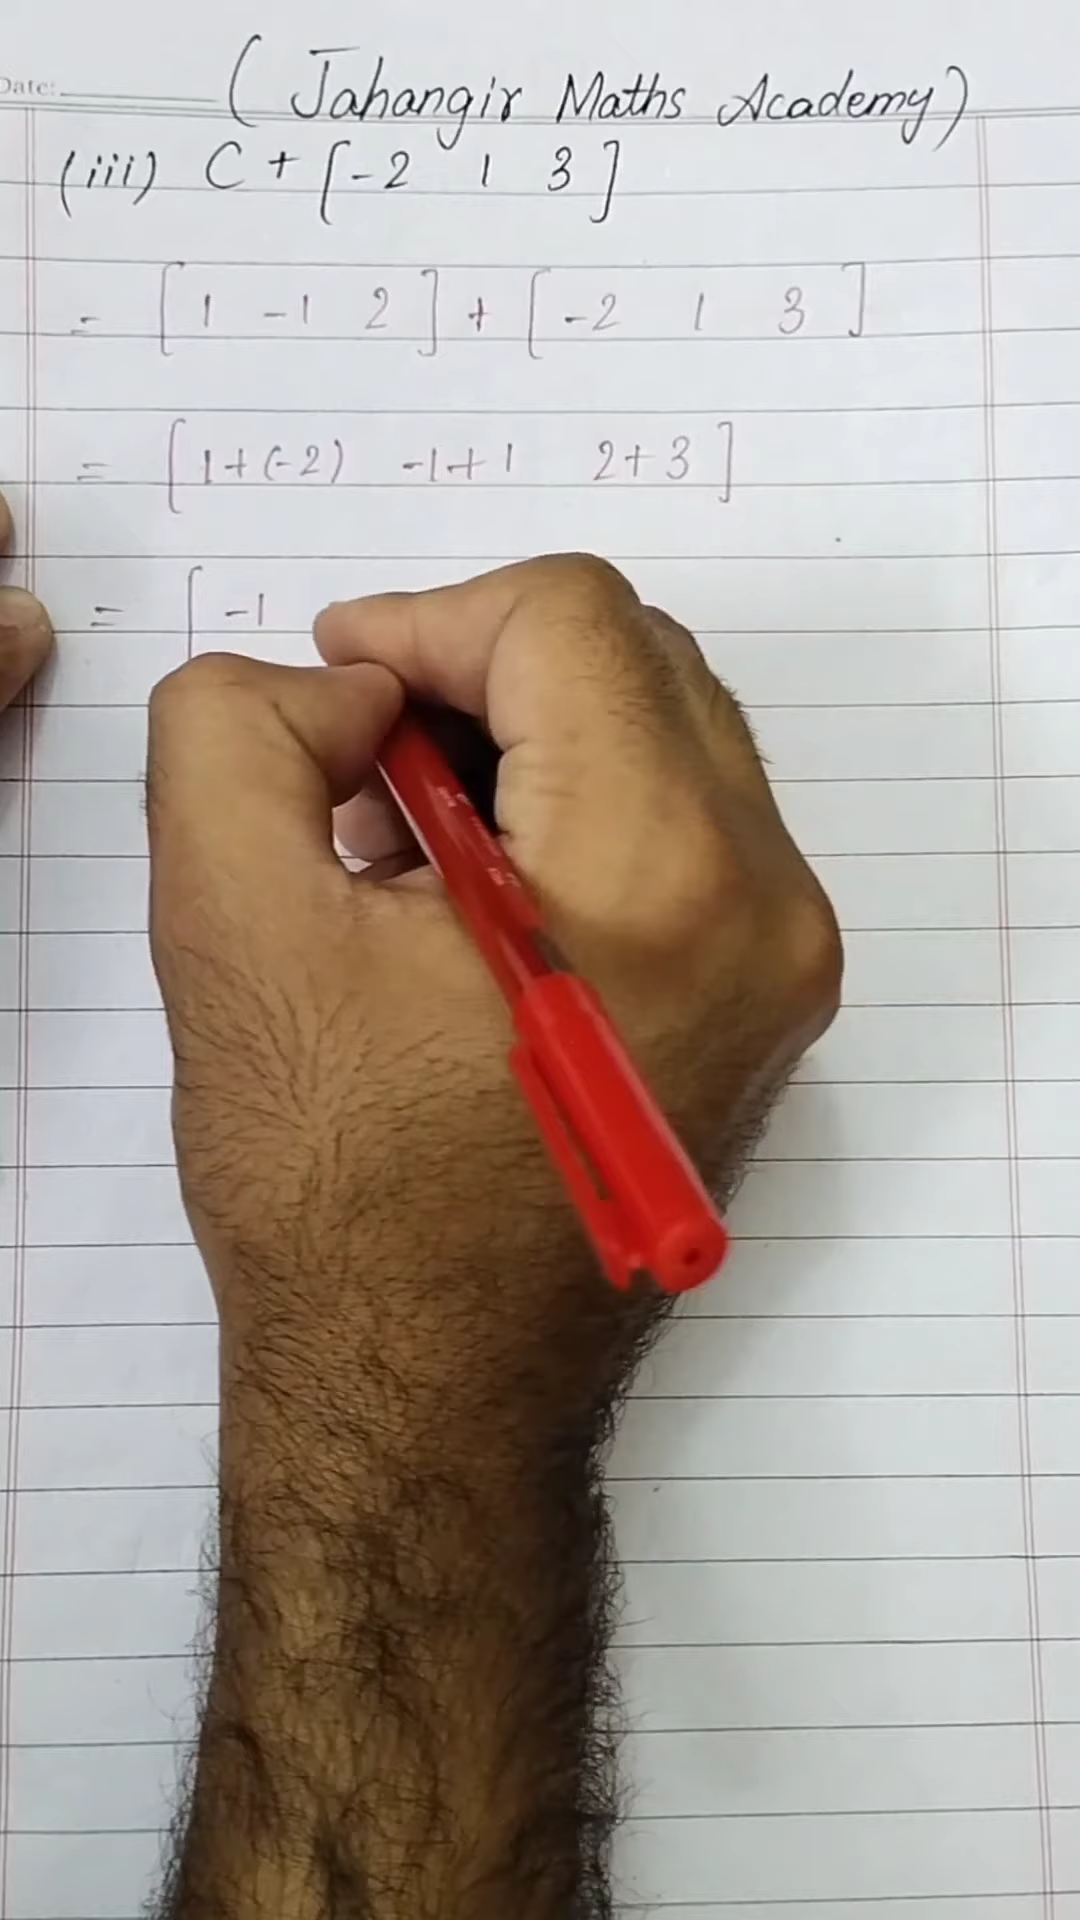 Date:
(Jahangir Maths Academy)
(iii) C + [-2 1 3]
= [1 -1 2] + [-2 1 3]
= [1+(-2) -1+1 2+3]
= [-1